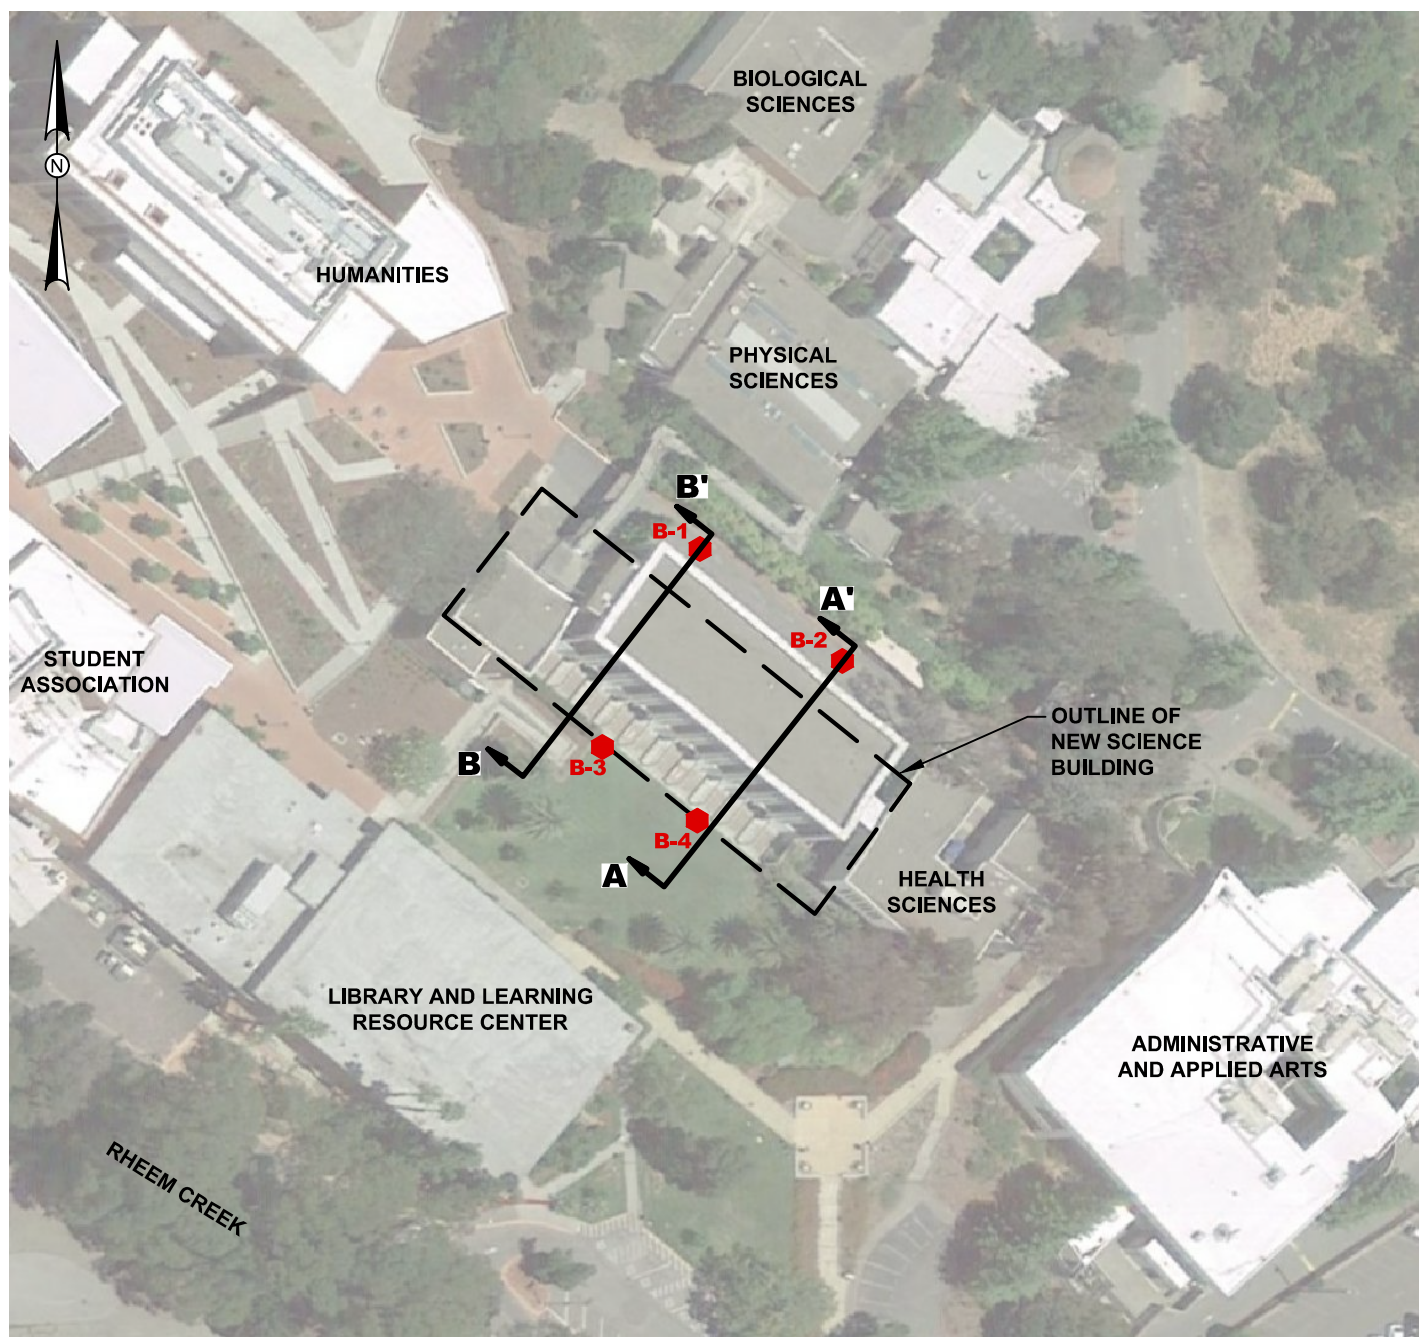 BIOLOGICAL
SCIENCES
N
HUMANITIES
PHYSICAL
SCIENCES
B'
B-1
A'
B-2
STUDENT
ASSOCIATION
OUTLINE OF
NEW SCIENCE
BUILDING
B
B-3
B-4
A
HEALTH
SCIENCES
LIBRARY AND LEARNING
RESOURCE CENTER
ADMINISTRATIVE
AND APPLIED ARTS
RHEEM CREEK